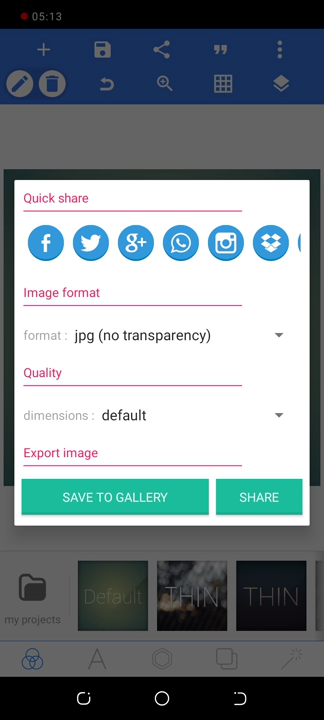 05:13
Quick share
Image format
format : jpg (no transparency)
Quality
dimensions : default
Export image
SAVE TO GALLERY SHARE
my projects Default THIN THIN